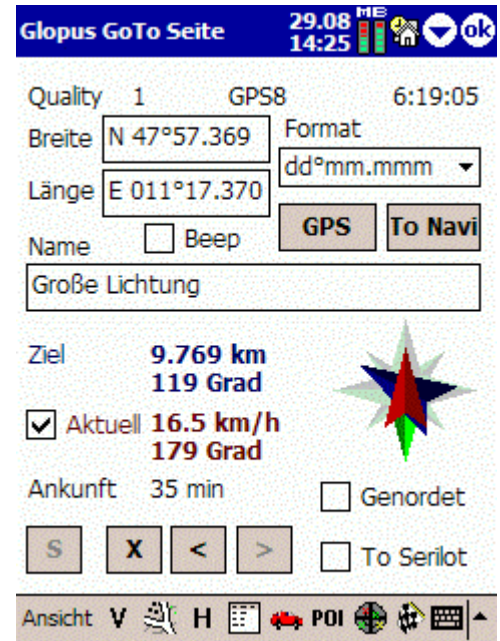 Glopus GoTo Seite 29.08 ME ok
14:25
Quality 1 GPS8 6:19:05
Breite N 47°57.369 Format
dd°mm.mmm
Länge E 011°17.370
GPS To Navi
Name Beep
Große Lichtung
Ziel 9.769 km
119 Grad
Aktuell 16.5 km/h
179 Grad
Ankunft 35 min
Genordet
S X < >
To Serilot
Ansicht V H POI